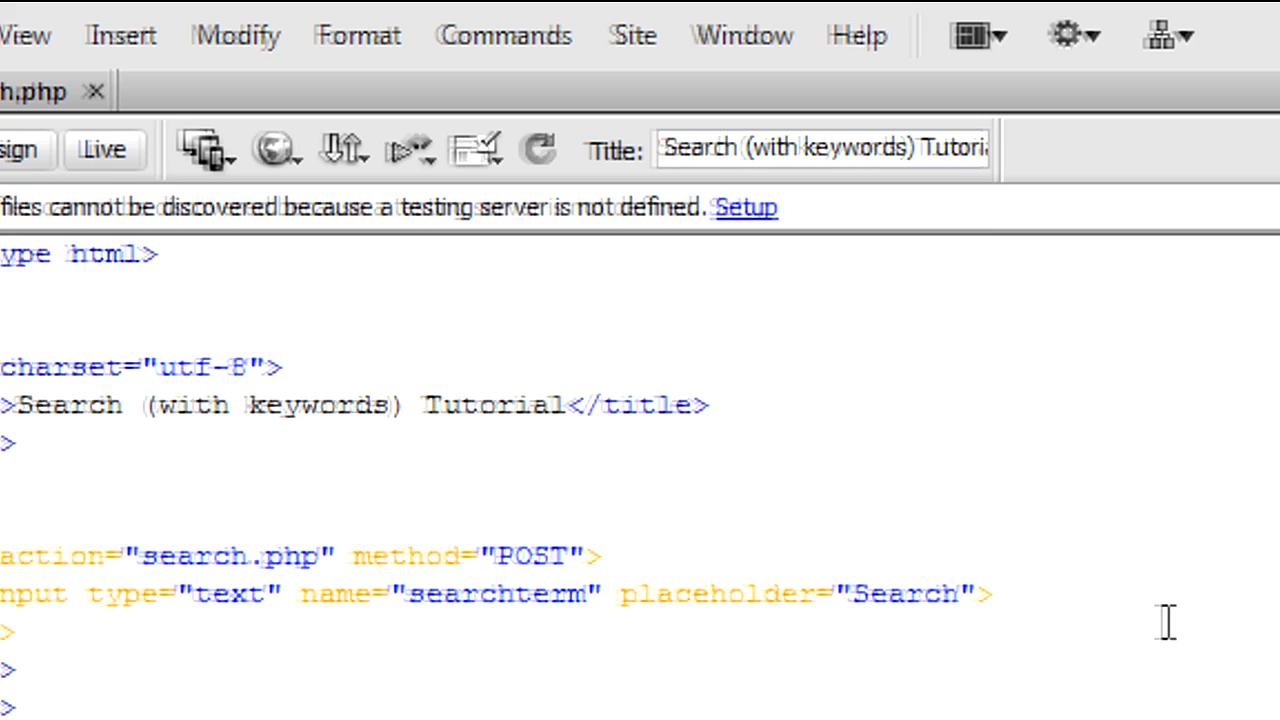 View Insert Modify Format Commands Site Window Help
h.php
sign Live Title: Search (with keywords) Tutori
files cannot be discovered because a testing server is not defined. Setup
ype html>
charset="utf-8">
>Search (with keywords) Tutorial</title>
>
action="search.php" method="POST">
nput type="text" name="searchterm" placeholder="Search">
>
>
>